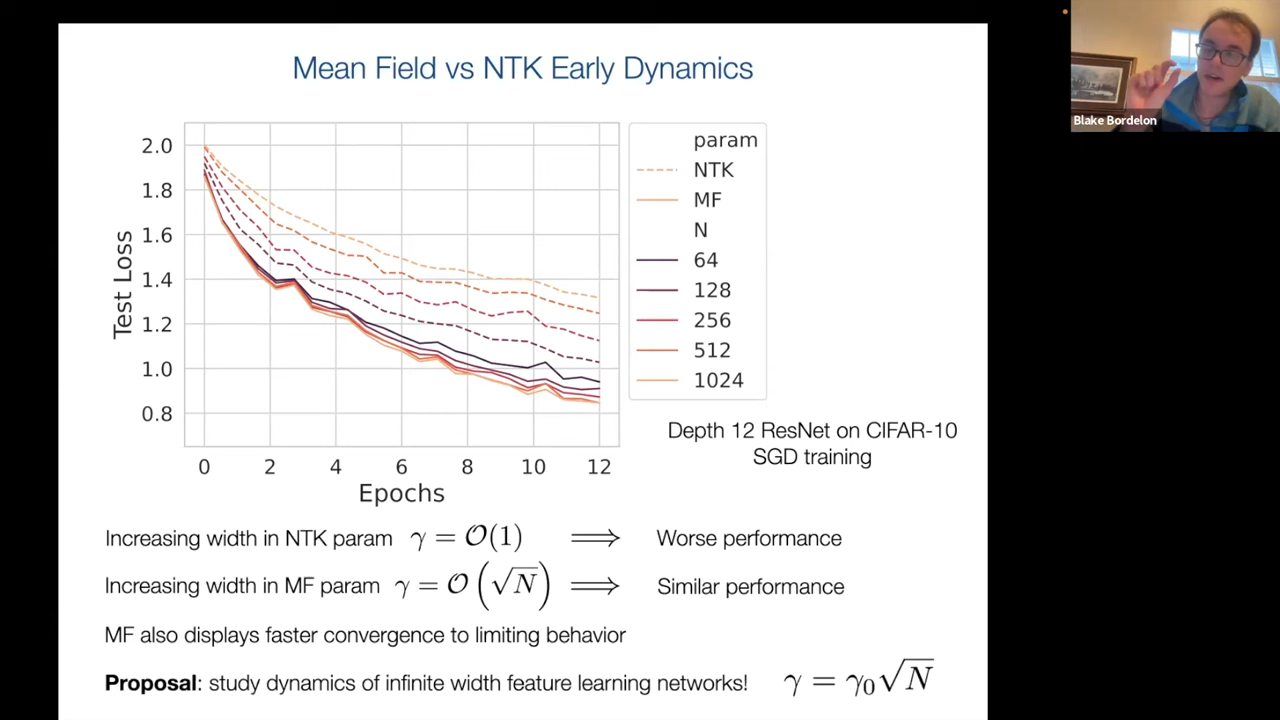 Mean Field vs NTK Early Dynamics
Blake Bordelon
Test Loss
2.0
1.8
1.6
1.4
1.2
1.0
0.8
0 2 4 6 8 10 12
Epochs
param
NTK
MF
N
64
128
256
512
1024
Depth 12 ResNet on CIFAR-10
SGD training
Increasing width in NTK param γ = 𝒪(1) ⟹ Worse performance
Increasing width in MF param γ = 𝒪(√N) ⟹ Similar performance
MF also displays faster convergence to limiting behavior
Proposal: study dynamics of infinite width feature learning networks! γ = γ₀√N